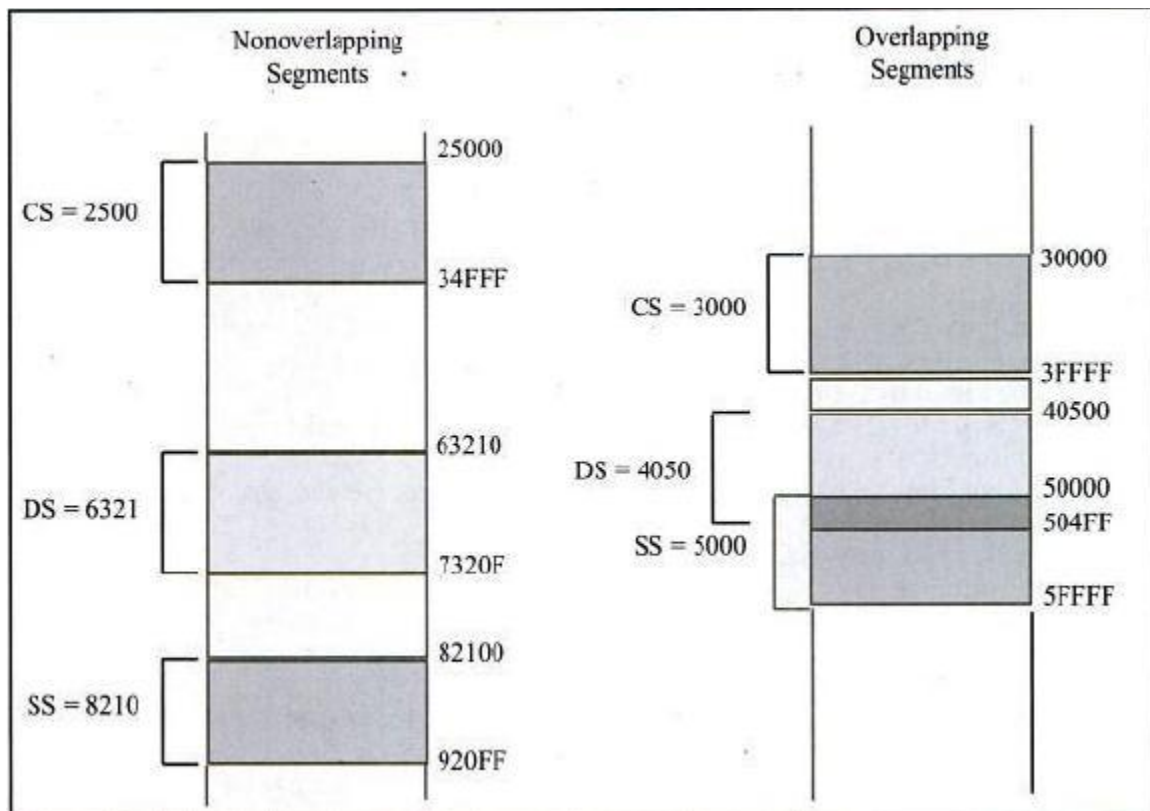 Nonoverlapping
Segments
25000
CS = 2500
34FFF
63210
DS = 6321
7320F
82100
SS = 8210
920FF
Overlapping
Segments
30000
CS = 3000
3FFFF
40500
DS = 4050
50000
504FF
SS = 5000
5FFFF